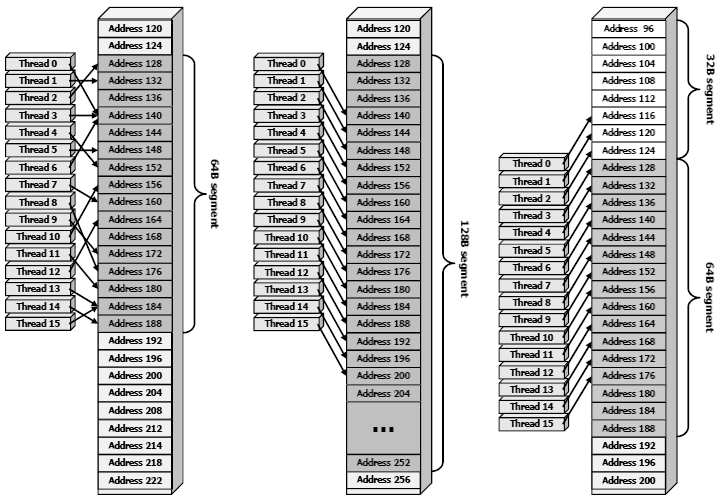 Address 120
Address 124
Address 128
Address 132
Address 136
Address 140
Address 144
Address 148
Address 152
Address 156
Address 160
Address 164
Address 168
Address 172
Address 176
Address 180
Address 184
Address 188
Address 192
Address 196
Address 200
Address 204
Address 208
Address 212
Address 214
Address 218
Address 222
Thread 0
Thread 1
Thread 2
Thread 3
Thread 4
Thread 5
Thread 6
Thread 7
Thread 8
Thread 9
Thread 10
Thread 11
Thread 12
Thread 13
Thread 14
Thread 15
64B segment
Address 120
Address 124
Address 128
Address 132
Address 136
Address 140
Address 144
Address 148
Address 152
Address 156
Address 160
Address 164
Address 168
Address 172
Address 176
Address 180
Address 184
Address 188
Address 192
Address 196
Address 200
Address 204
...
Address 252
Address 256
Thread 0
Thread 1
Thread 2
Thread 3
Thread 4
Thread 5
Thread 6
Thread 7
Thread 8
Thread 9
Thread 10
Thread 11
Thread 12
Thread 13
Thread 14
Thread 15
128B segment
Address 96
Address 100
Address 104
Address 108
Address 112
Address 116
Address 120
Address 124
Address 128
Address 132
Address 136
Address 140
Address 144
Address 148
Address 152
Address 156
Address 160
Address 164
Address 168
Address 172
Address 176
Address 180
Address 184
Address 188
Address 192
Address 196
Address 200
Thread 0
Thread 1
Thread 2
Thread 3
Thread 4
Thread 5
Thread 6
Thread 7
Thread 8
Thread 9
Thread 10
Thread 11
Thread 12
Thread 13
Thread 14
Thread 15
32B segment
64B segment